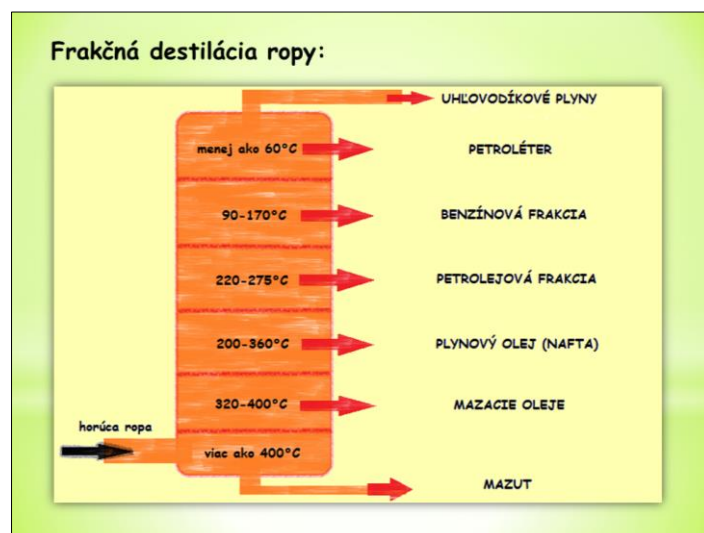 Frakčná destilácia ropy:
UHĽOVODÍKOVÉ PLYNY
menej ako 60°C
PETROLÉTER
90-170°C
BENZÍNOVÁ FRAKCIA
220-275°C
PETROLEJOVÁ FRAKCIA
200-360°C
PLYNOVÝ OLEJ (NAFTA)
320-400°C
MAZACIE OLEJE
horúca ropa
viac ako 400°C
MAZUT